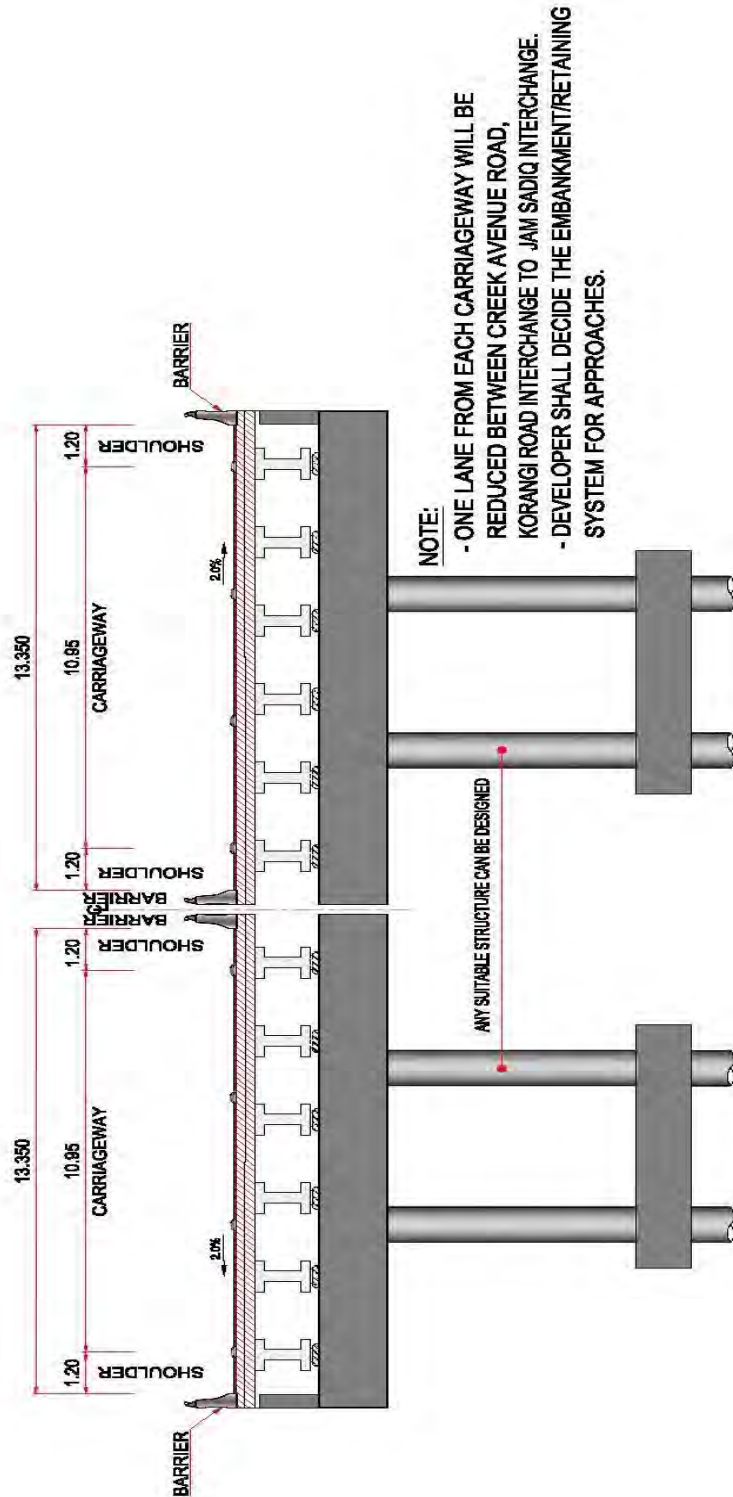 13.350
13.350
1.20
10.95
1.20
1.20
10.95
1.20
CARRIAGEWAY
CARRIAGEWAY
SHOULDER
SHOULDER
BARRIER
BARRIER
SHOULDER
SHOULDER
BARRIER
BARRIER
2.0%
2.0%
ANY SUITABLE STRUCTURE CAN BE DESIGNED
NOTE:
- ONE LANE FROM EACH CARRIAGEWAY WILL BE
REDUCED BETWEEN CREEK AVENUE ROAD,
KORANGI ROAD INTERCHANGE TO JAM SADIQ INTERCHANGE.
- DEVELOPER SHALL DECIDE THE EMBANKMENT/RETAINING
SYSTEM FOR APPROACHES.